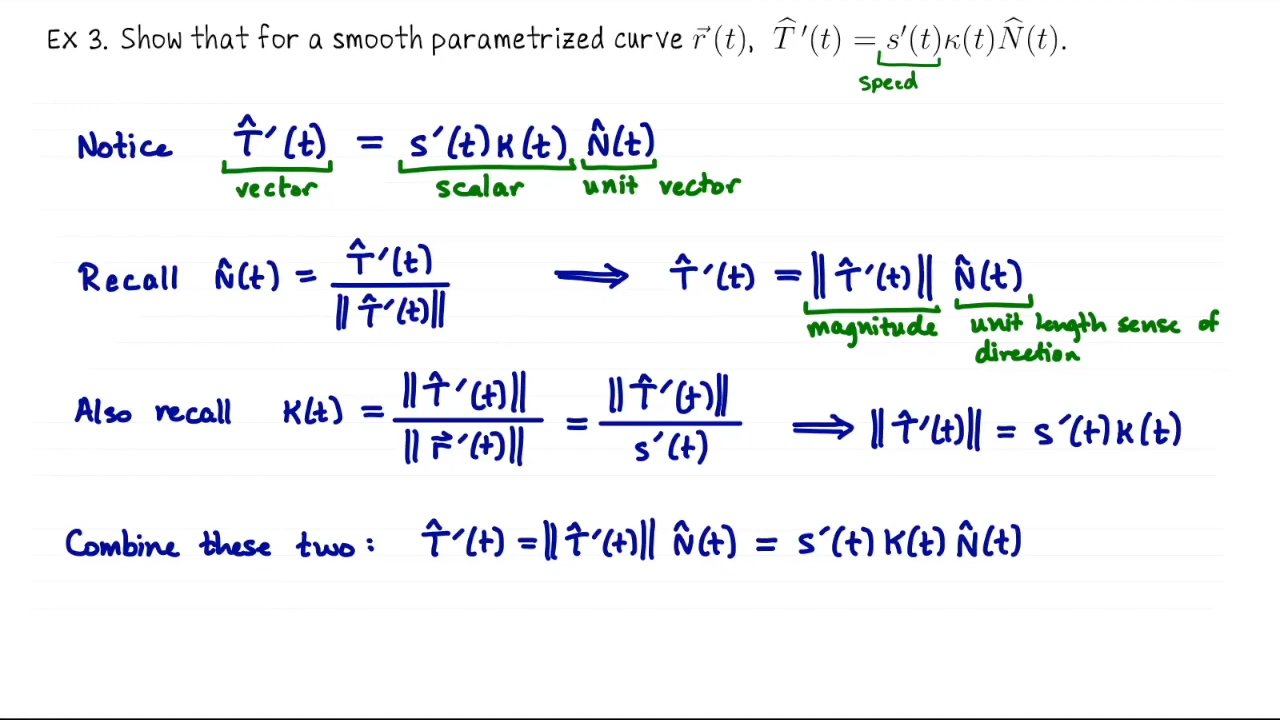 Ex 3. Show that for a smooth parametrized curve r⃗(t), T̂′(t) = s′(t)κ(t)N̂(t).
speed
Notice T̂′(t) = s′(t)κ(t) N̂(t)
vector scalar unit vector
Recall N̂(t) = T̂′(t) / ‖T̂′(t)‖ ⟹ T̂′(t) = ‖T̂′(t)‖ N̂(t)
magnitude unit length sense of
direction
Also recall κ(t) = ‖T̂′(t)‖ / ‖r⃗′(t)‖ = ‖T̂′(t)‖ / s′(t) ⟹ ‖T̂′(t)‖ = s′(t)κ(t)
Combine these two: T̂′(t) = ‖T̂′(t)‖ N̂(t) = s′(t)κ(t)N̂(t)